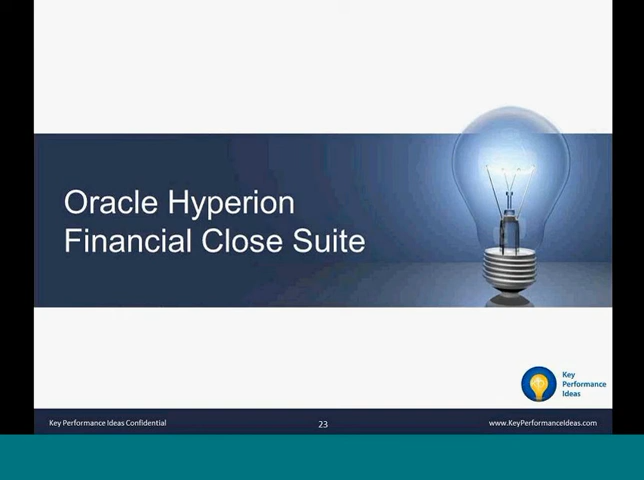 Oracle Hyperion
Financial Close Suite
Key
Performance
Ideas
Key Performance Ideas Confidential
23
www.KeyPerformanceIdeas.com